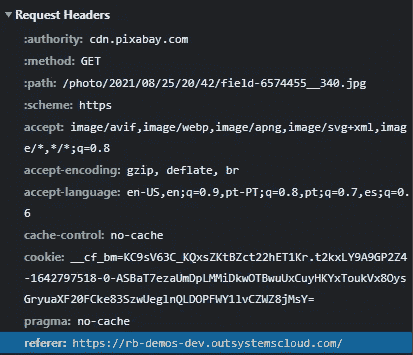 Request Headers
:authority: cdn.pixabay.com
:method: GET
:path: /photo/2021/08/25/20/42/field-6574455__340.jpg
:scheme: https
accept: image/avif,image/webp,image/apng,image/svg+xml,imag
e/*,*/*;q=0.8
accept-encoding: gzip, deflate, br
accept-language: en-US,en;q=0.9,pt-PT;q=0.8,pt;q=0.7,es;q=0.
6
cache-control: no-cache
cookie: __cf_bm=KC9sV63C_KQxsZKtBZct22hET1Kr.t2kxLY9A9GP2Z4
-1642797518-0-ASBaT7ezaUmDpLMMiDkwOTBwuUxCuyHKYxToukVx8Oys
GryuaXF20FCke83SzwUeglnQLDOPFWY1lvCZWZ8jMsY=
pragma: no-cache
referer: https://rb-demos-dev.outsystemscloud.com/